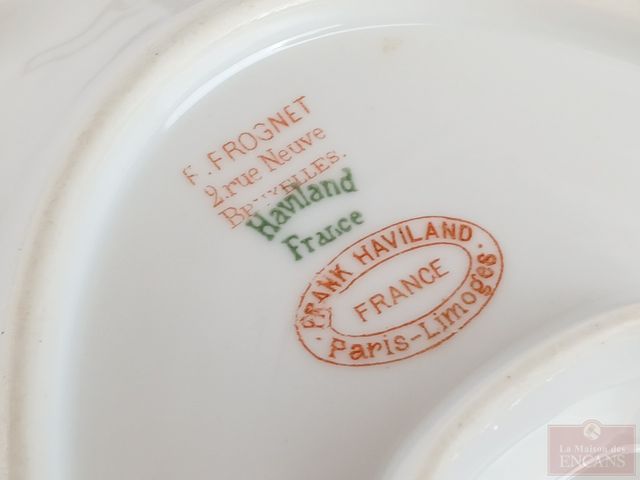 F. FROGNET
2. rue Neuve
BRUXELLES.
Haviland
France
FRANK HAVILAND
FRANCE
Paris-Limoges
La Maison des
ENCANS